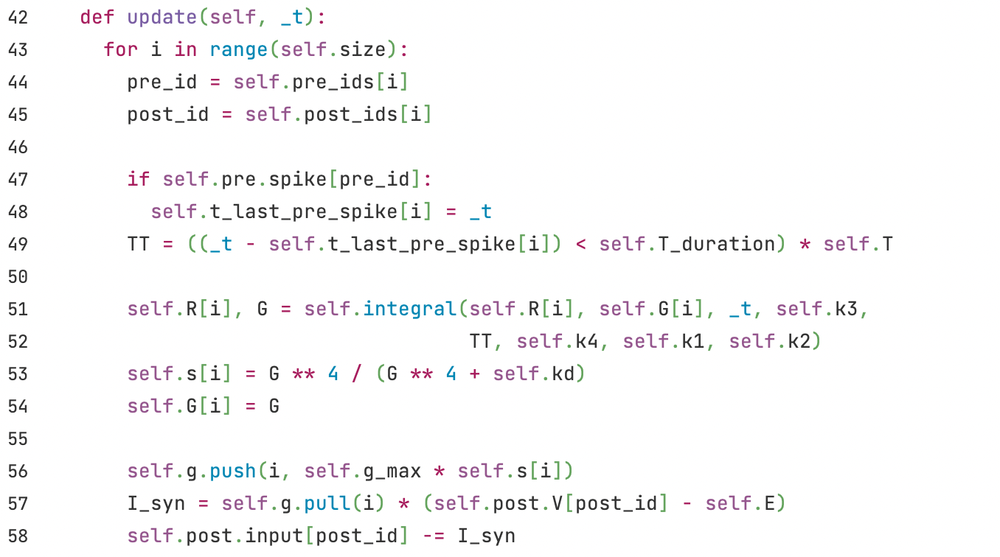 42    def update(self, _t):
43      for i in range(self.size):
44        pre_id = self.pre_ids[i]
45        post_id = self.post_ids[i]
46
47        if self.pre.spike[pre_id]:
48          self.t_last_pre_spike[i] = _t
49        TT = ((_t - self.t_last_pre_spike[i]) < self.T_duration) * self.T
50
51        self.R[i], G = self.integral(self.R[i], self.G[i], _t, self.k3,
52                                     TT, self.k4, self.k1, self.k2)
53        self.s[i] = G ** 4 / (G ** 4 + self.kd)
54        self.G[i] = G
55
56        self.g.push(i, self.g_max * self.s[i])
57        I_syn = self.g.pull(i) * (self.post.V[post_id] - self.E)
58        self.post.input[post_id] -= I_syn